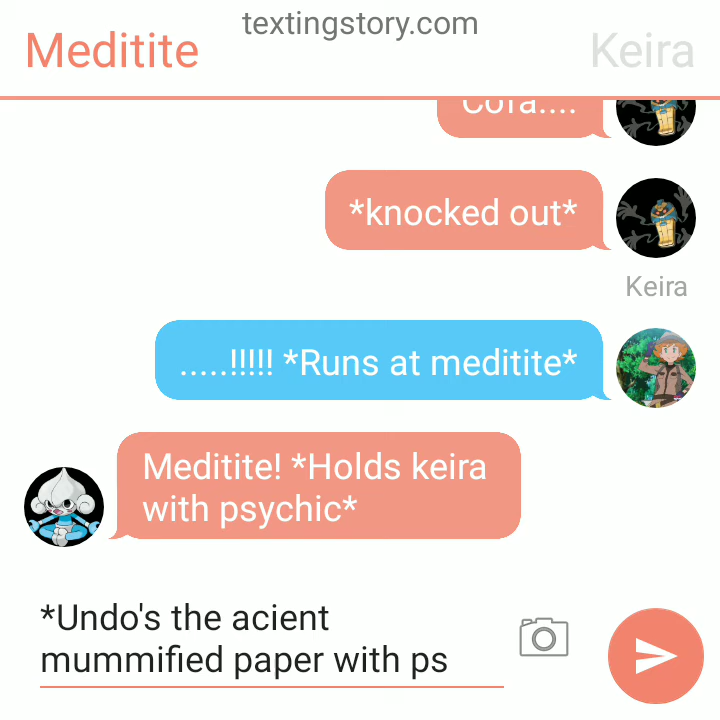 textingstory.com
Meditite
Keira
Cofa....
*knocked out*
Keira
.....!!!!! *Runs at meditite*
Meditite! *Holds keira
with psychic*
*Undo's the acient
mummified paper with ps